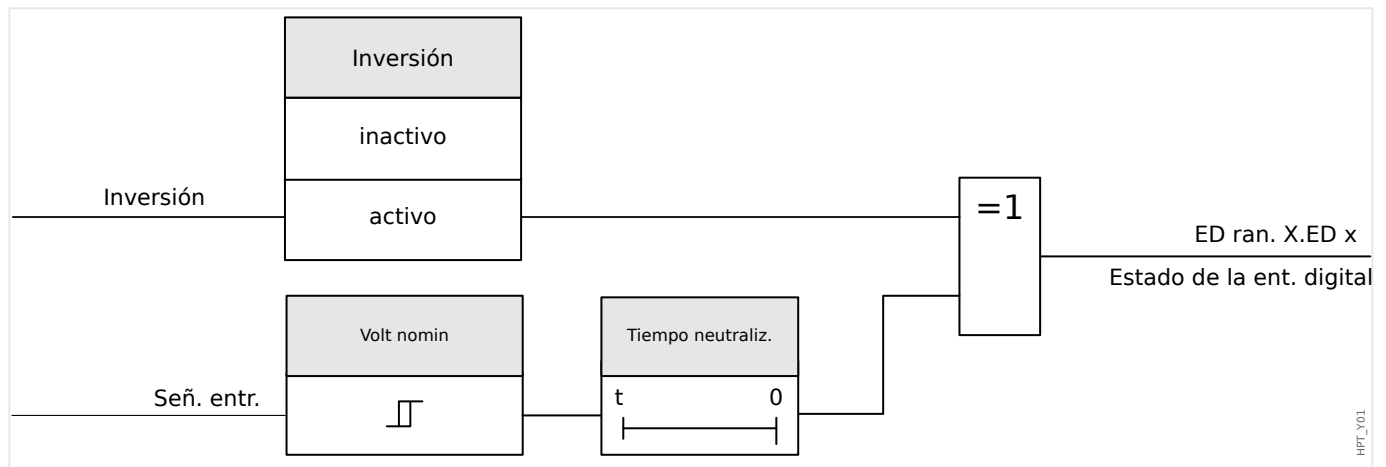 Inversión
inactivo
Inversión
activo
=1
ED ran. X.ED x
Estado de la ent. digital
Volt nomin
Tiempo neutraliz.
Señ. entr.
t
0
HPT_Y01